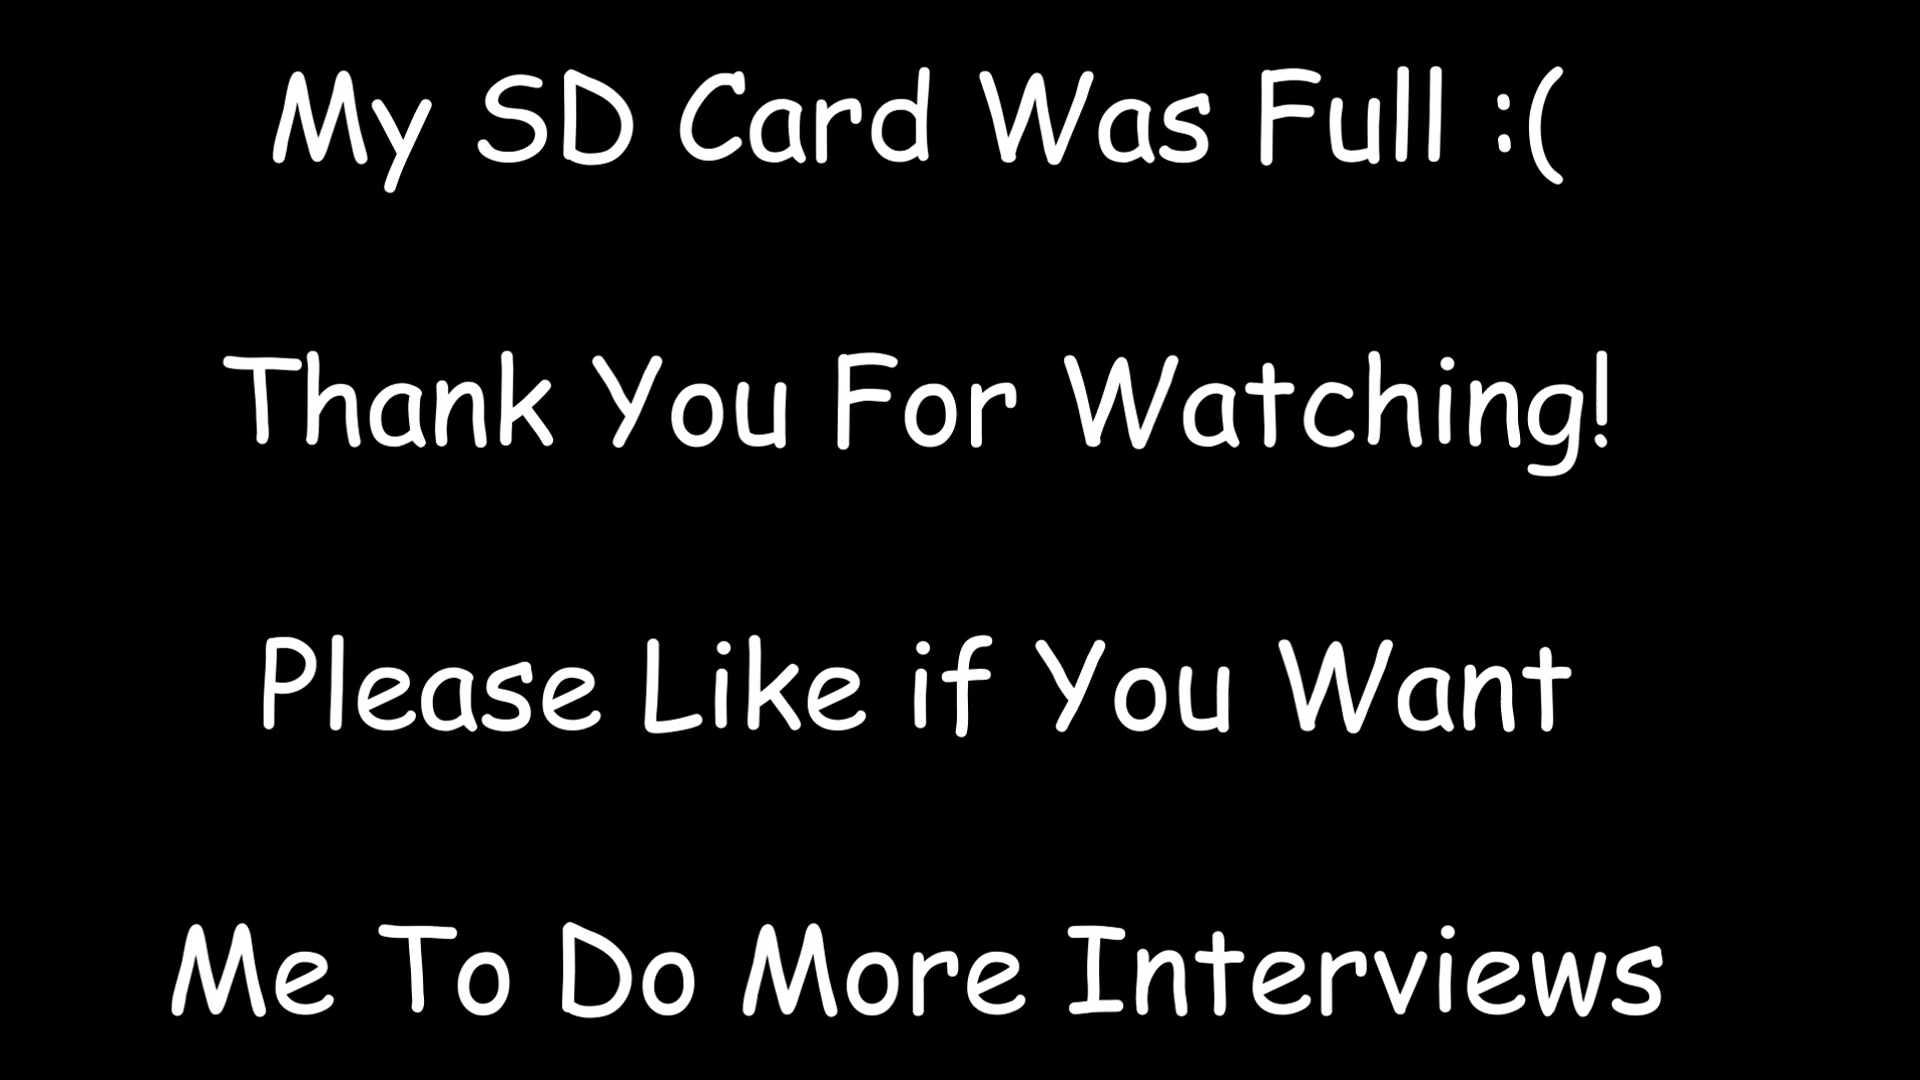 My SD Card Was Full :(
Thank You For Watching!
Please Like if You Want
Me To Do More Interviews